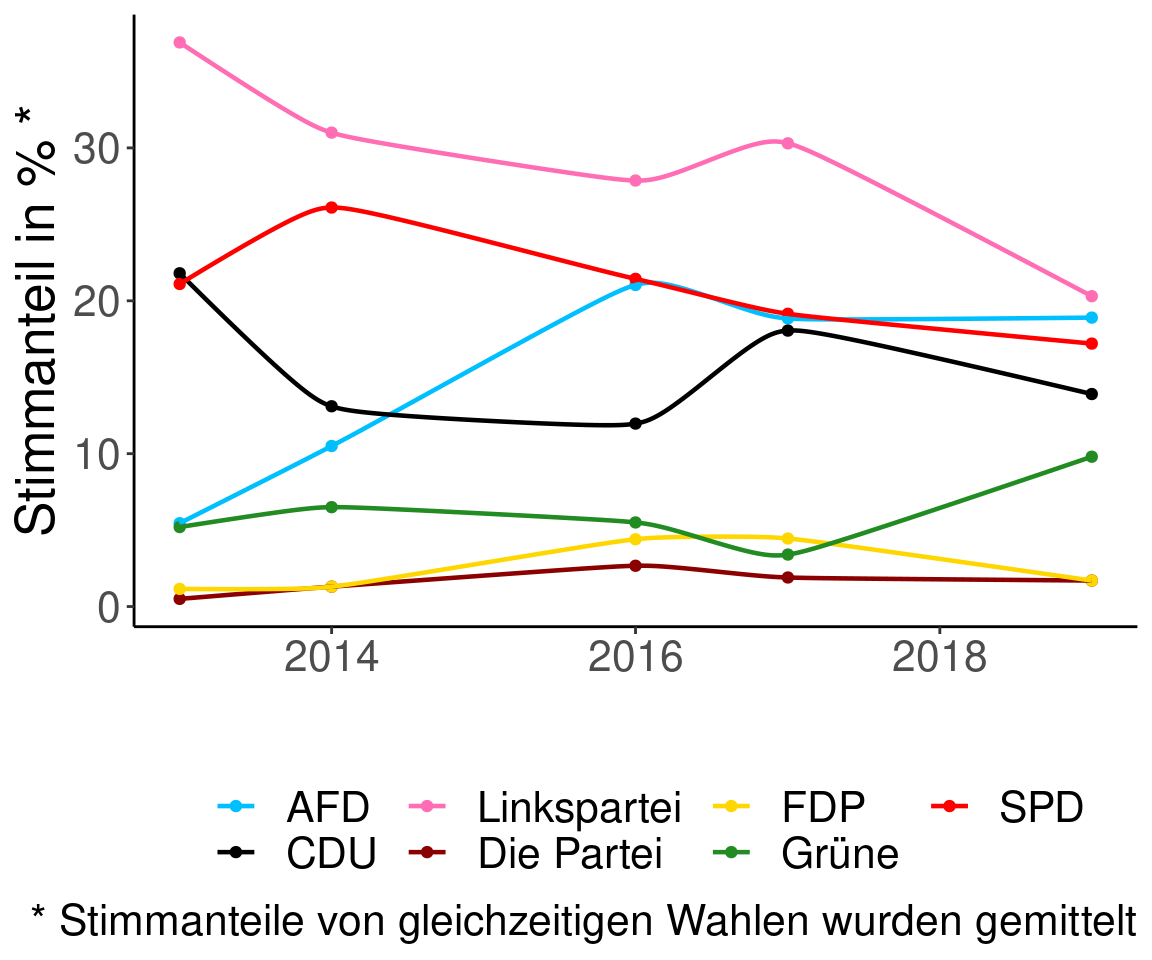 Stimmanteil in % *
30
20
10
0
2014 2016 2018
AFD Linkspartei FDP SPD
CDU Die Partei Grüne
* Stimmanteile von gleichzeitigen Wahlen wurden gemittelt